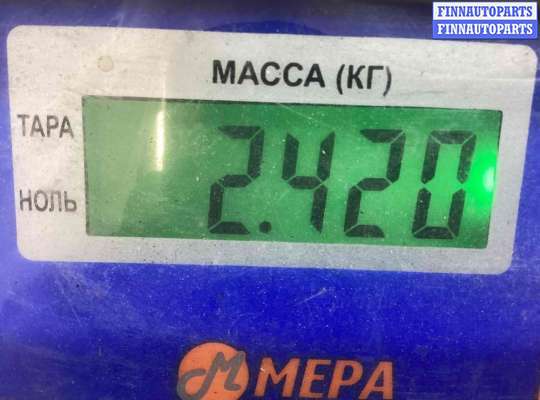 FINNAUTOPARTS
FINNAUTOPARTS
МАССА (КГ)
ТАРА
2.420
НОЛЬ
М МЕРА